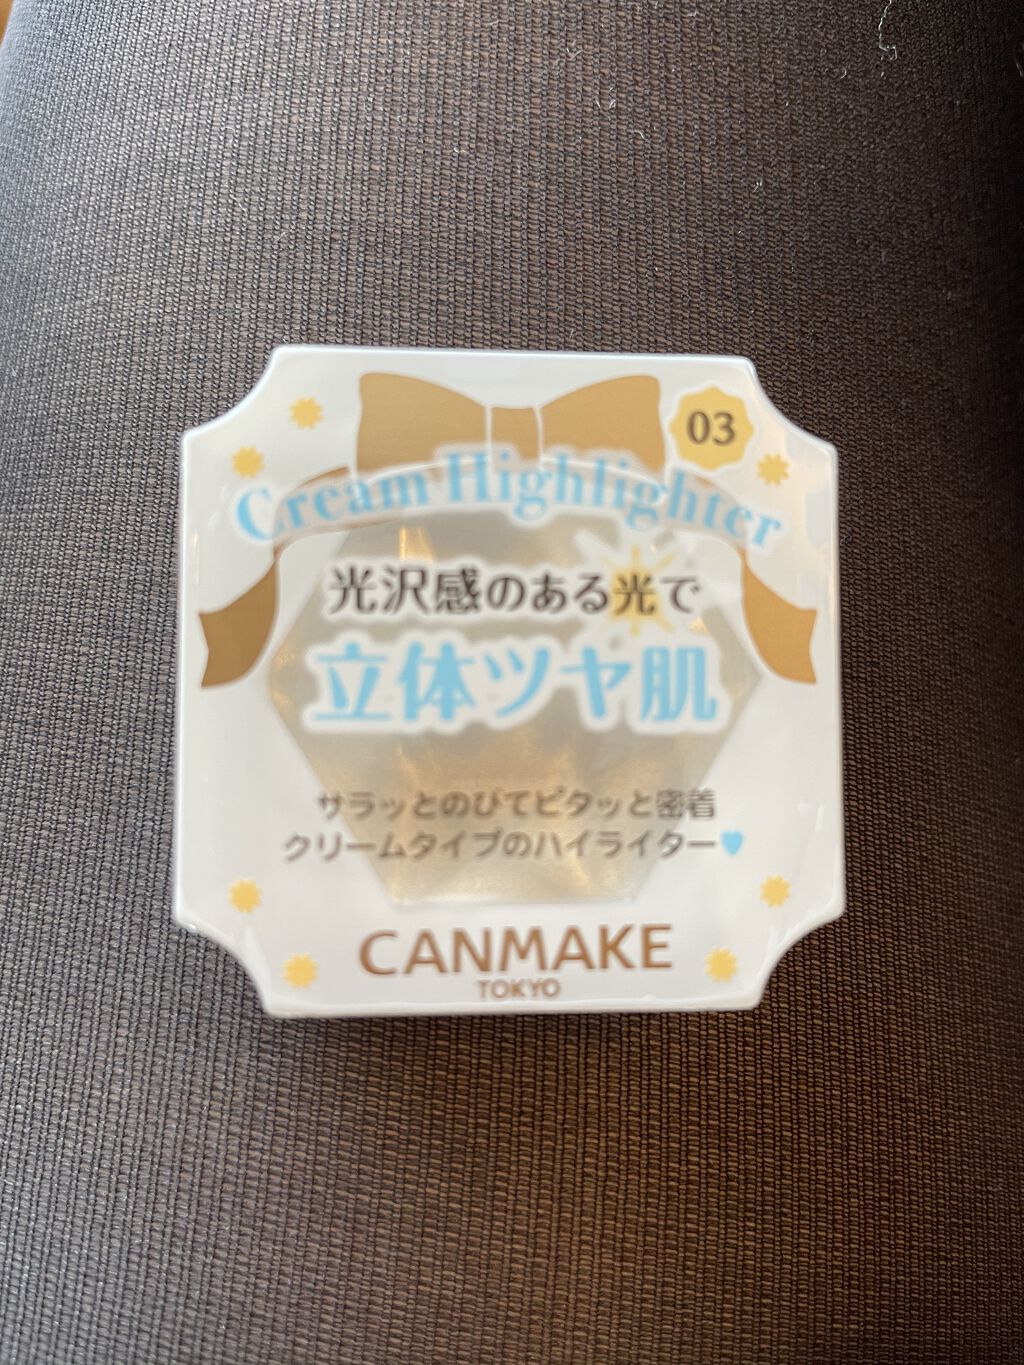 03
Cream Highlighter
光沢感のある光で
立体ツヤ肌
サラッとのびてピタッと密着
クリームタイプのハイライター♥
CANMAKE
TOKYO